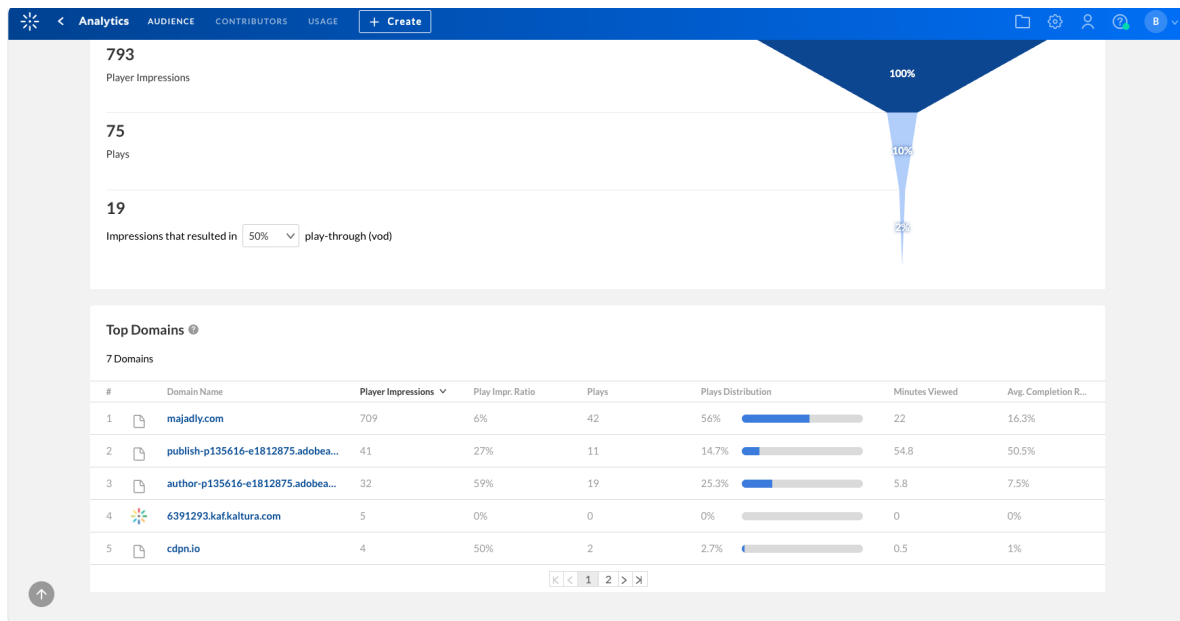 Analytics AUDIENCE CONTRIBUTORS USAGE + Create B
793
Player Impressions
100%
75
Plays
10%
19
Impressions that resulted in 50% play-through (vod)
2%
Top Domains
7 Domains
# Domain Name Player Impressions Play Impr. Ratio Plays Plays Distribution Minutes Viewed Avg. Completion R...
1 majadly.com 709 6% 42 56% 22 16.3%
2 publish-p135616-e1812875.adobea... 41 27% 11 14.7% 54.8 50.5%
3 author-p135616-e1812875.adobea... 32 59% 19 25.3% 5.8 7.5%
4 6391293.kaf.kaltura.com 5 0% 0 0% 0 0%
5 cdpn.io 4 50% 2 2.7% 0.5 1%
1 2